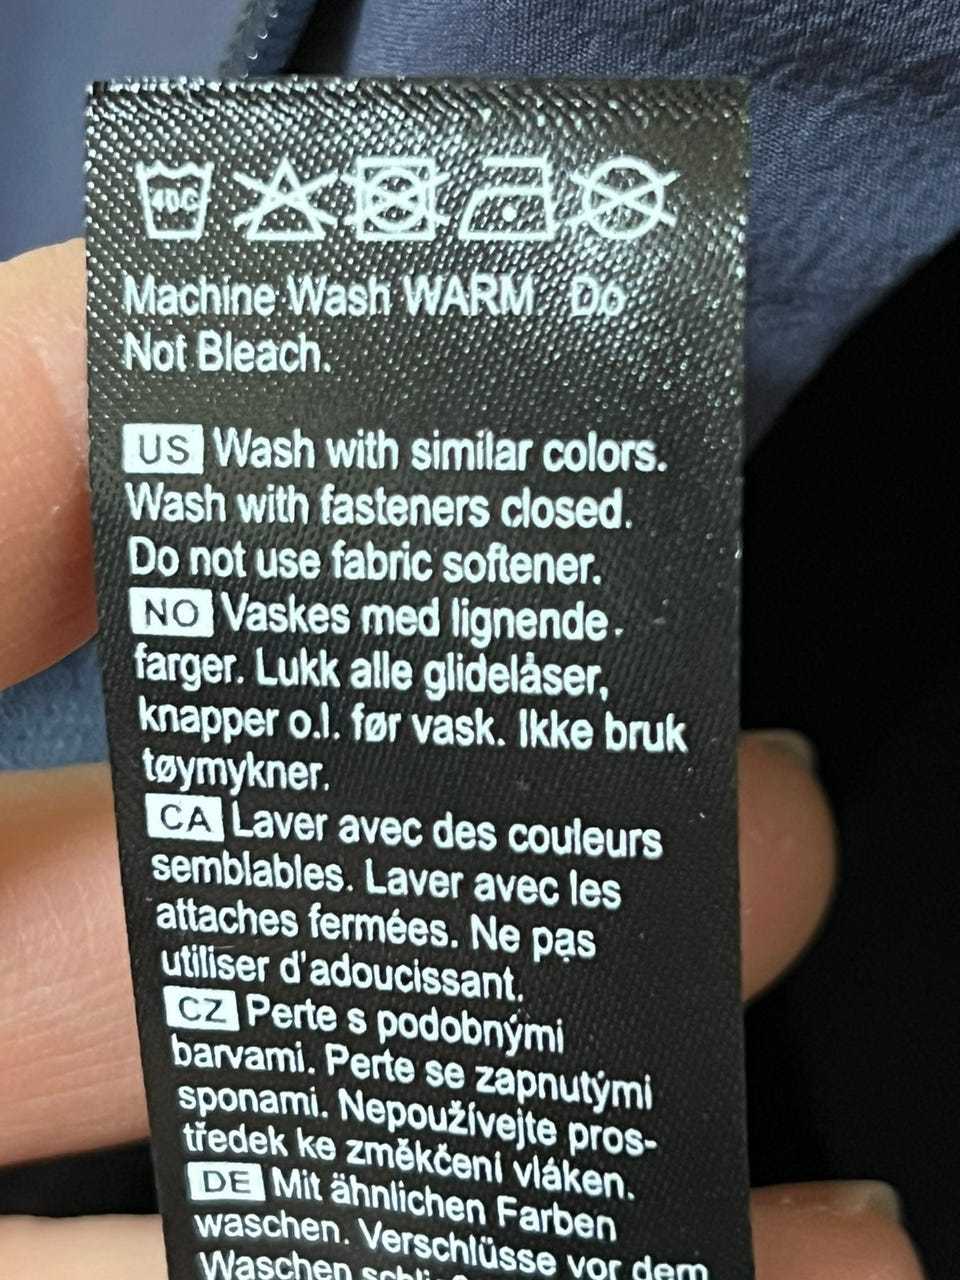 40C
Machine Wash WARM Do
Not Bleach.
US Wash with similar colors.
Wash with fasteners closed.
Do not use fabric softener.
NO Vaskes med lignende
farger. Lukk alle glidelåser,
knapper o.l. før vask. Ikke bruk
tøymykner.
CA Laver avec des couleurs
semblables. Laver avec les
attaches fermées. Ne pas
utiliser d'adoucissant.
CZ Perte s podobnými
barvami. Perte se zapnutými
sponami. Nepoužívejte pros-
tředek ke změkčení vláken.
DE Mit ähnlichen Farben
waschen. Verschlüsse vor dem
Waschen